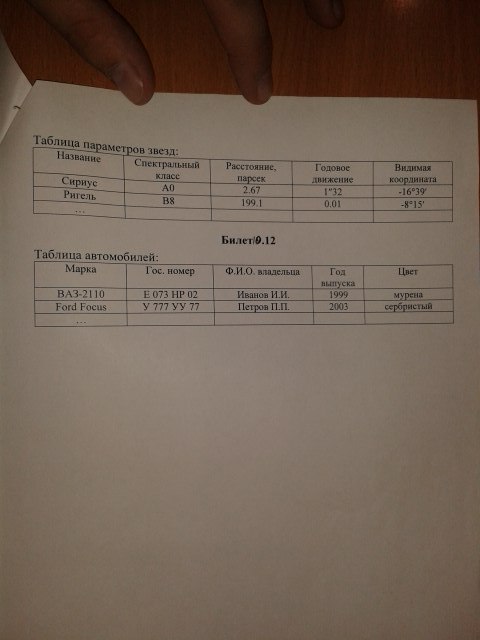 Таблица параметров звезд:
Название Спектральный класс Расстояние, парсек Годовое движение Видимая координата
Сириус A0 2.67 1"32 -16°39'
Ригель B8 199.1 0.01 -8°15'
…
Билет 0.12
Таблица автомобилей:
Марка Гос. номер Ф.И.О. владельца Год выпуска Цвет
ВАЗ-2110 Е 073 НР 02 Иванов И.И. 1999 мурена
Ford Focus У 777 УУ 77 Петров П.П. 2003 сербристый
…